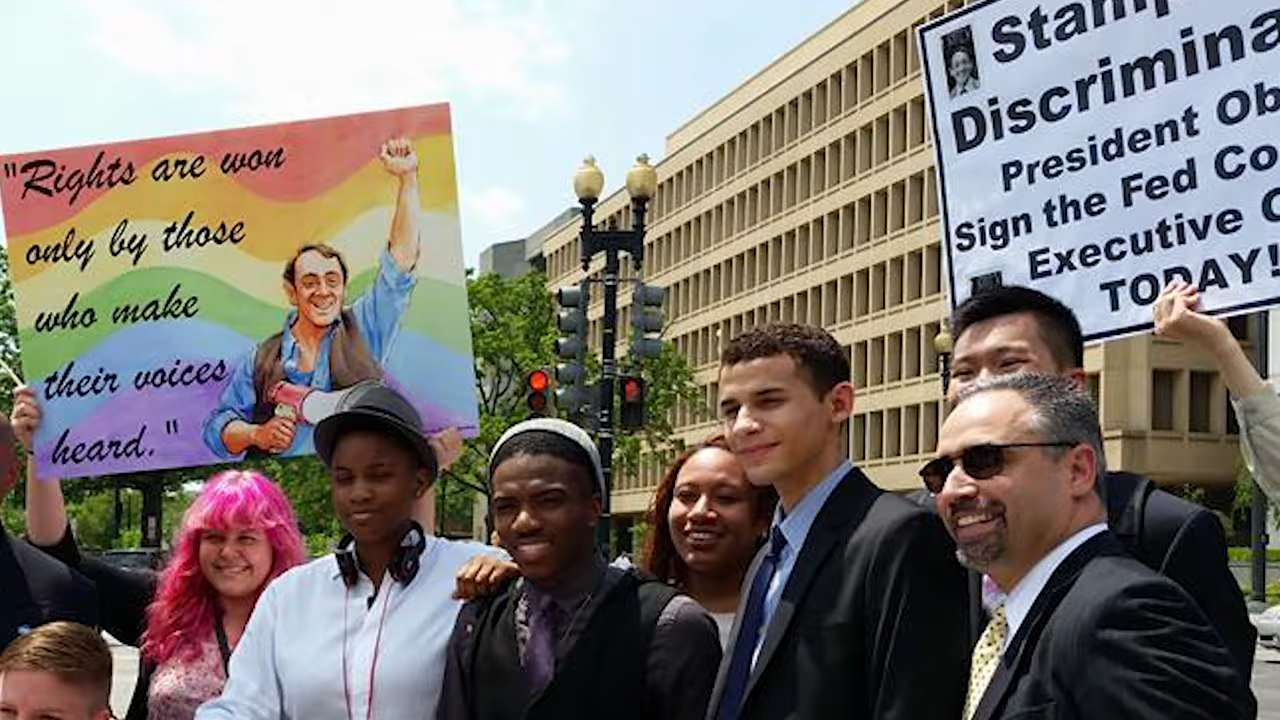 "Rights are won
only by those
who make
their voices
heard."
Stamp
Discrimina
President Ob
Sign the Fed Co
Executive
TODAY!